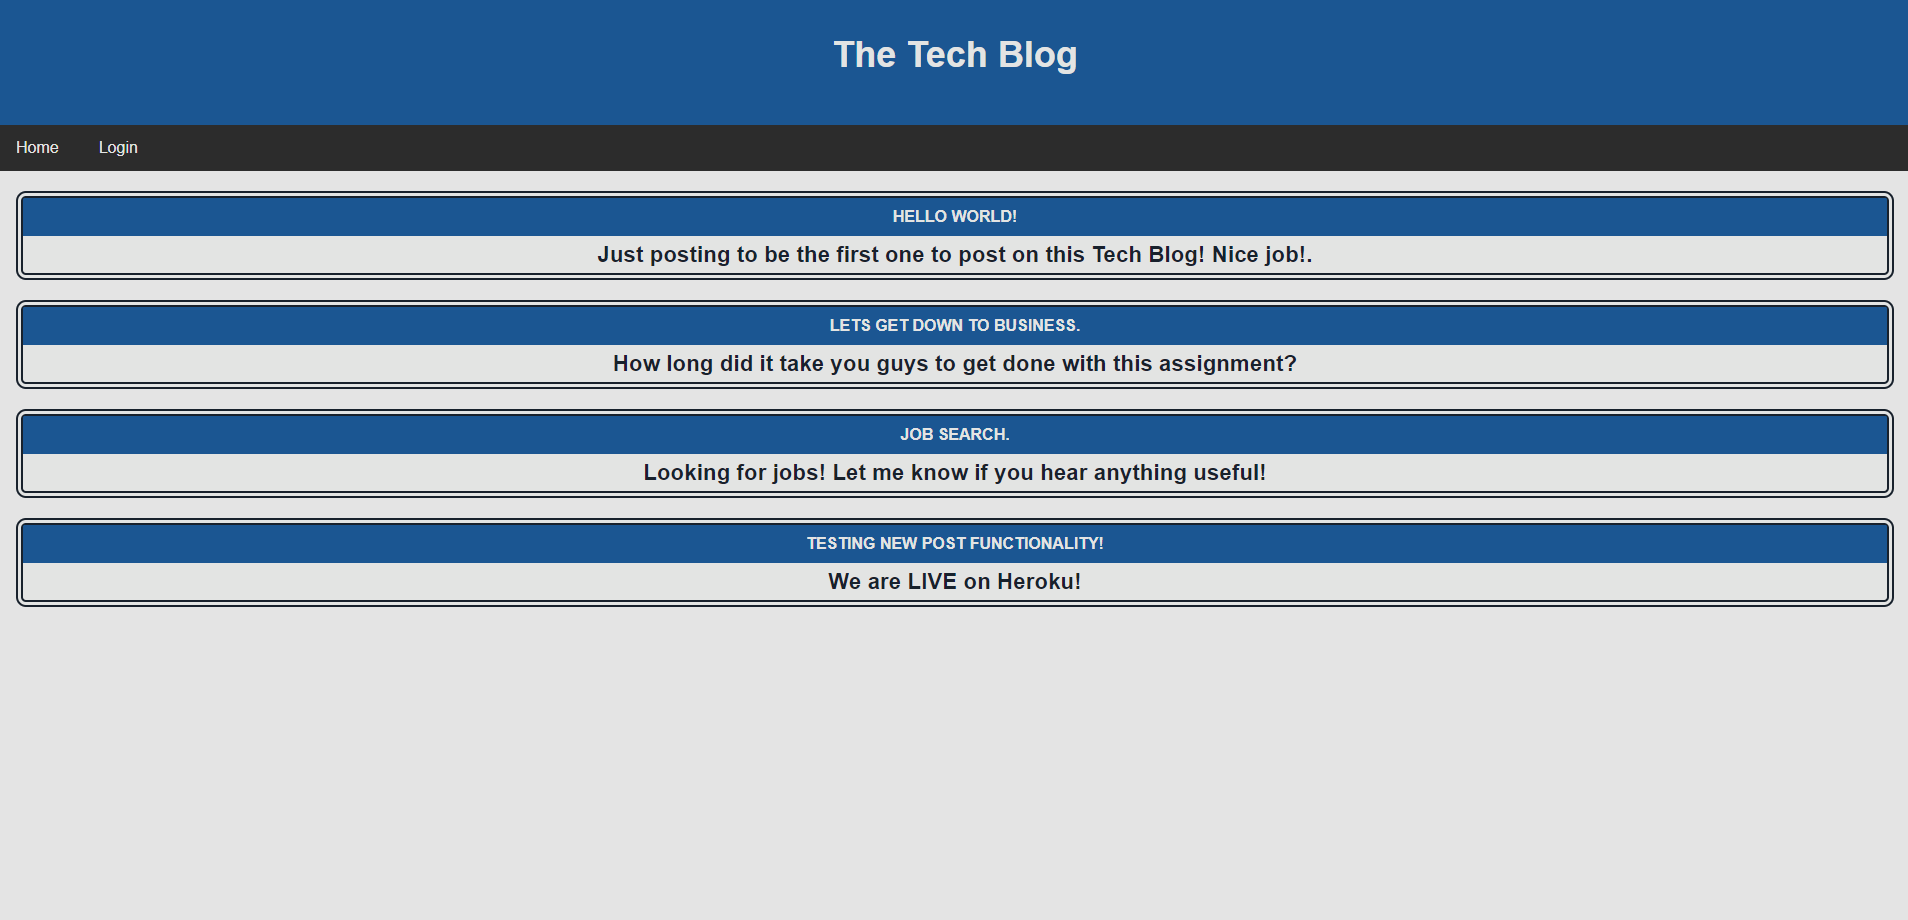 The Tech Blog
Home Login
HELLO WORLD!
Just posting to be the first one to post on this Tech Blog! Nice job!.
LETS GET DOWN TO BUSINESS.
How long did it take you guys to get done with this assignment?
JOB SEARCH.
Looking for jobs! Let me know if you hear anything useful!
TESTING NEW POST FUNCTIONALITY!
We are LIVE on Heroku!